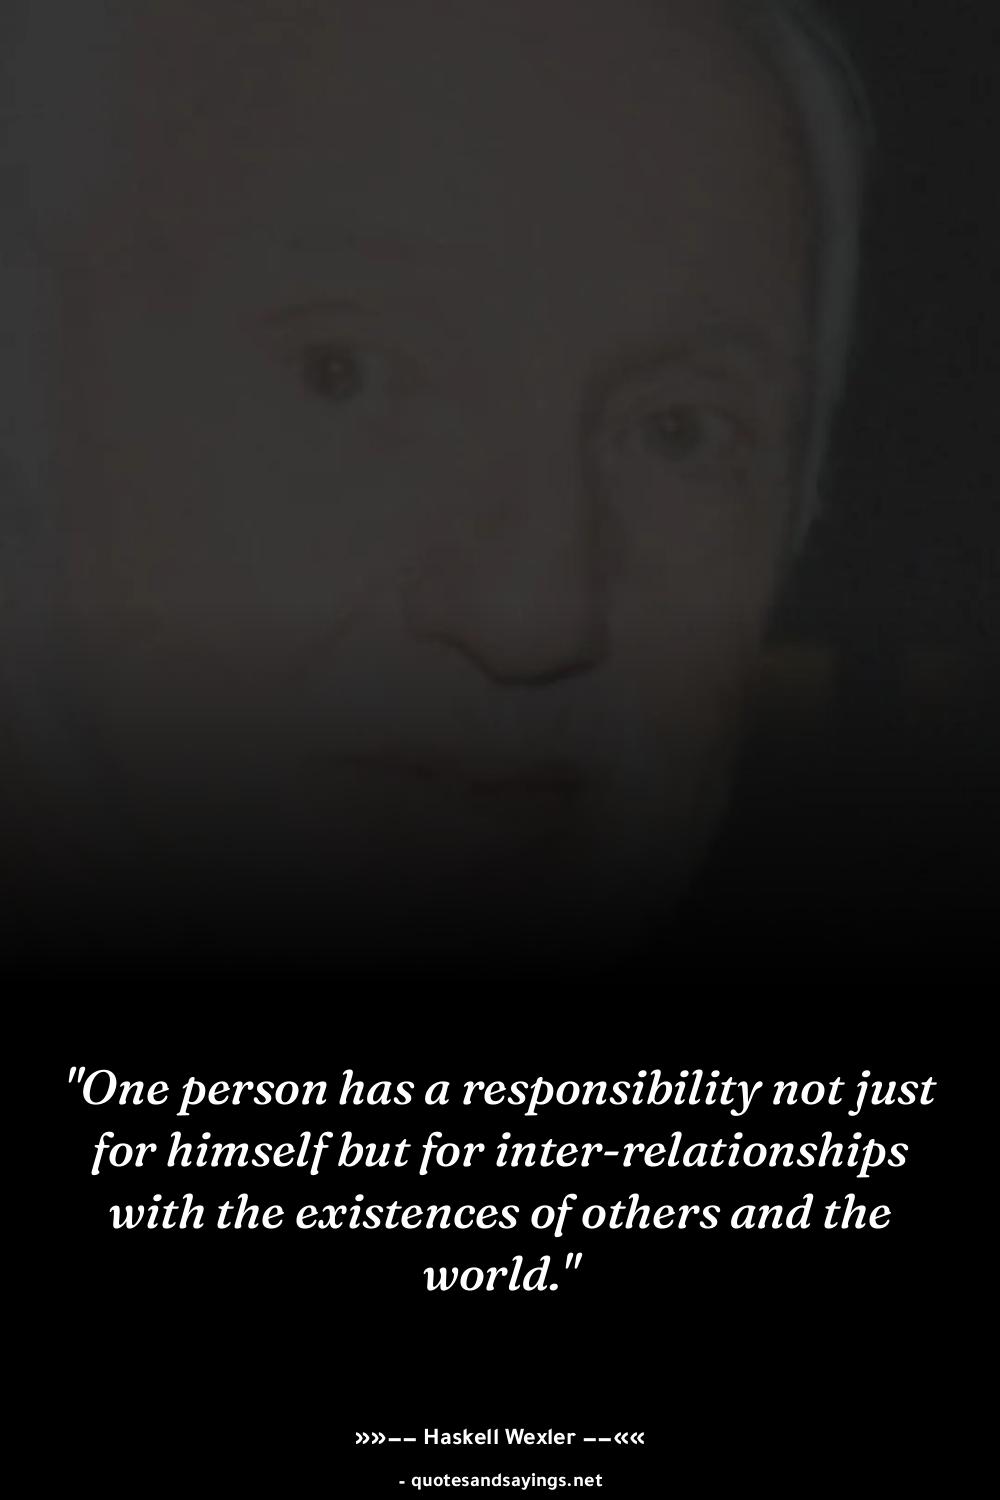 "One person has a responsibility not just
for himself but for inter-relationships
with the existences of others and the
world."
»»−− Haskell Wexler −−««
- quotesandsayings.net